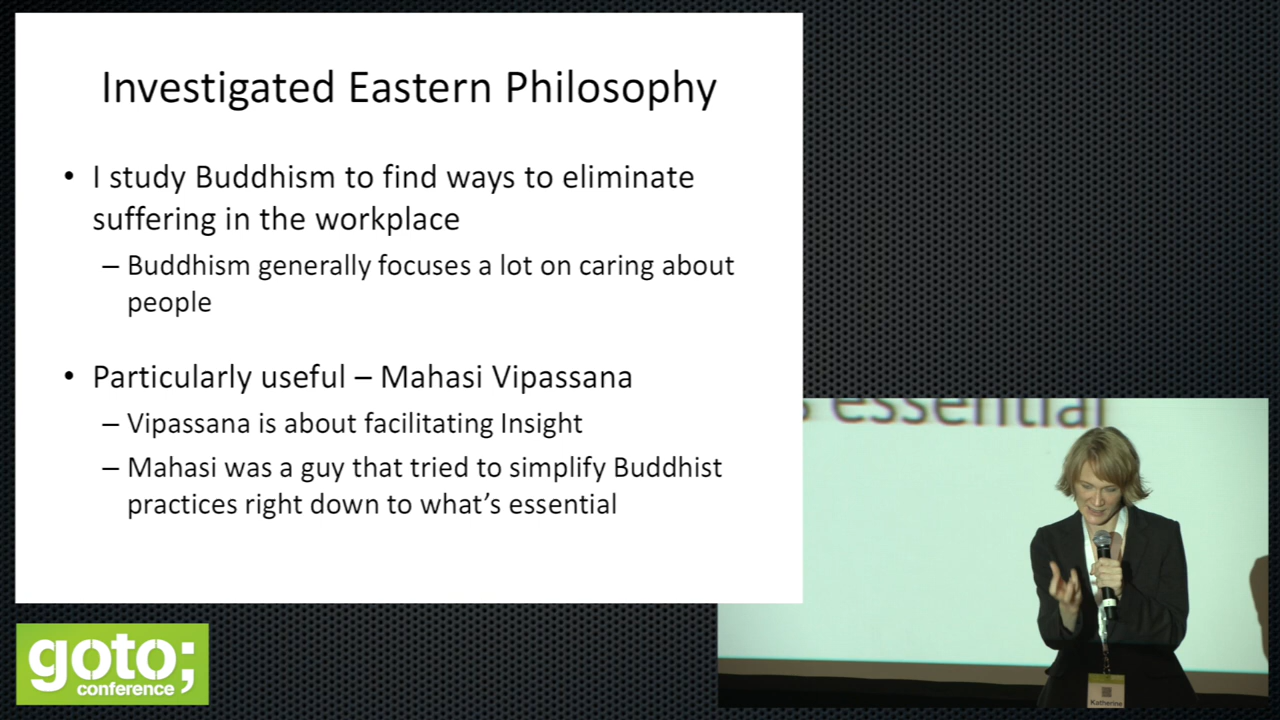 Investigated Eastern Philosophy
• I study Buddhism to find ways to eliminate
suffering in the workplace
– Buddhism generally focuses a lot on caring about
people
• Particularly useful – Mahasi Vipassana
– Vipassana is about facilitating Insight
– Mahasi was a guy that tried to simplify Buddhist
practices right down to what’s essential
s essential
goto;
conference
Katherine